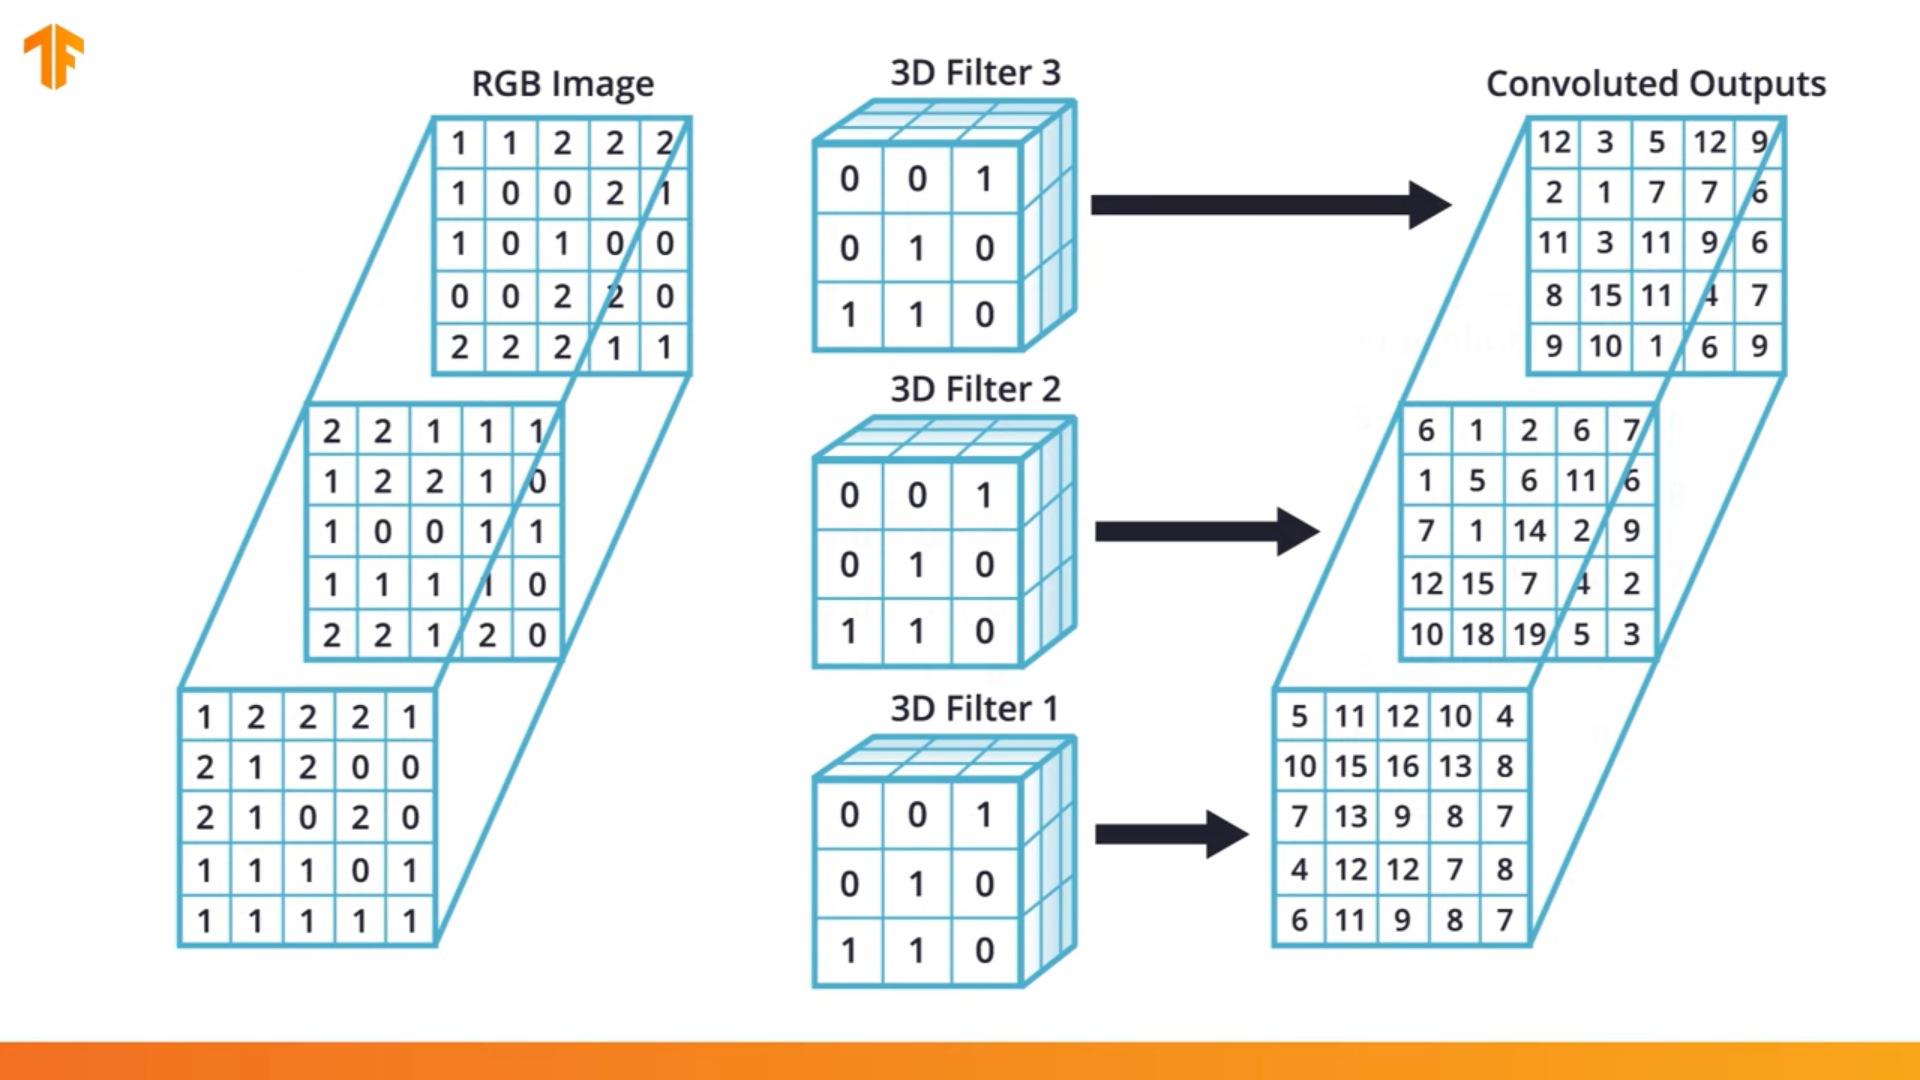 RGB Image
1 1 2 2 2
1 0 0 2 1
1 0 1 0 0
0 0 2 2 0
2 2 2 1 1
2 2 1 1 1
1 2 2 1 0
1 0 0 1 1
1 1 1 1 0
2 2 1 2 0
1 2 2 2 1
2 1 2 0 0
2 1 0 2 0
1 1 1 0 1
1 1 1 1 1
3D Filter 3
0 0 1
0 1 0
1 1 0
3D Filter 2
0 0 1
0 1 0
1 1 0
3D Filter 1
0 0 1
0 1 0
1 1 0
Convoluted Outputs
12 3 5 12 9
2 1 7 7 6
11 3 11 9 6
8 15 11 4 7
9 10 1 6 9
6 1 2 6 7
1 5 6 11 6
7 1 14 2 9
12 15 7 4 2
10 18 19 5 3
5 11 12 10 4
10 15 16 13 8
7 13 9 8 7
4 12 12 7 8
6 11 9 8 7